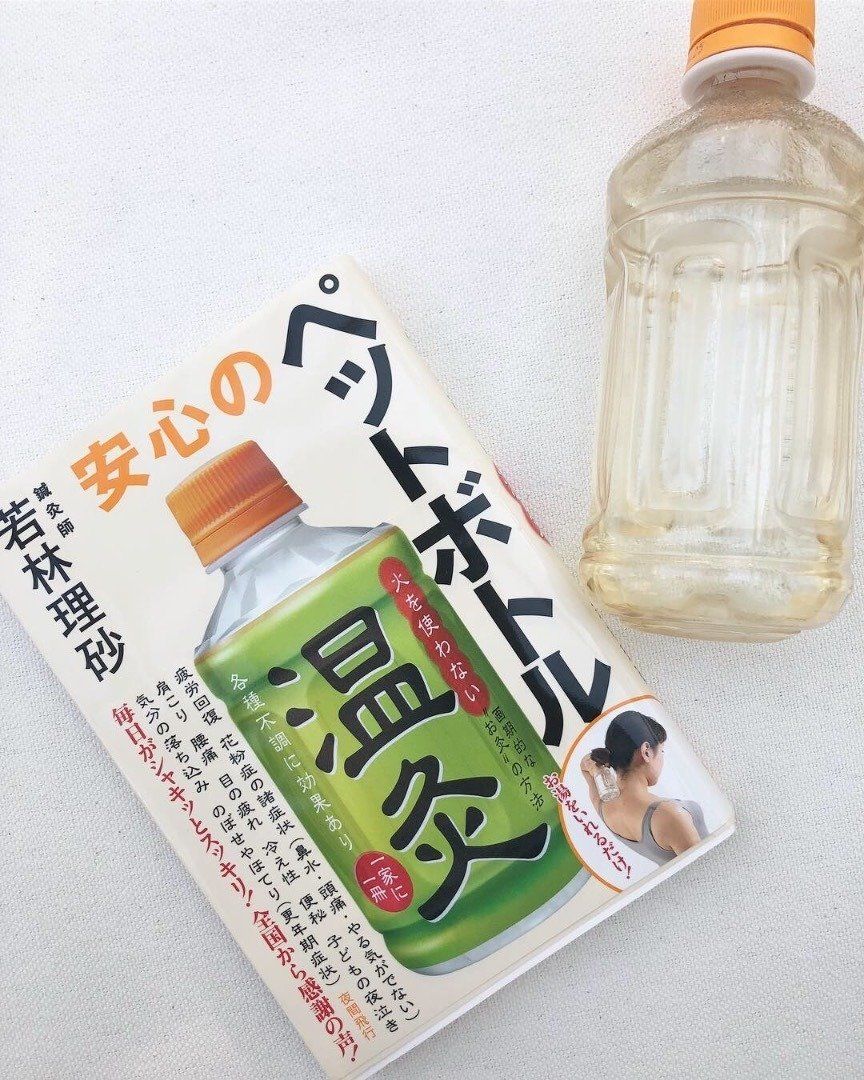 安心の
ペットボトル
温灸
火を使わない
“画期的な
お灸”の方法
各種不調に効果あり
一家に
一冊
お湯をいれるだけ!
鍼灸師
若林理砂
疲労回復 花粉症の諸症状(鼻水・頭痛・やる気がでない)
肩こり 腰痛 目の疲れ 冷え性 便秘 子どもの夜泣き
気分の落ち込み のぼせやほてり(更年期症状)
毎日がシャキッとスッキリ!全国から感謝の声!
夜間飛行